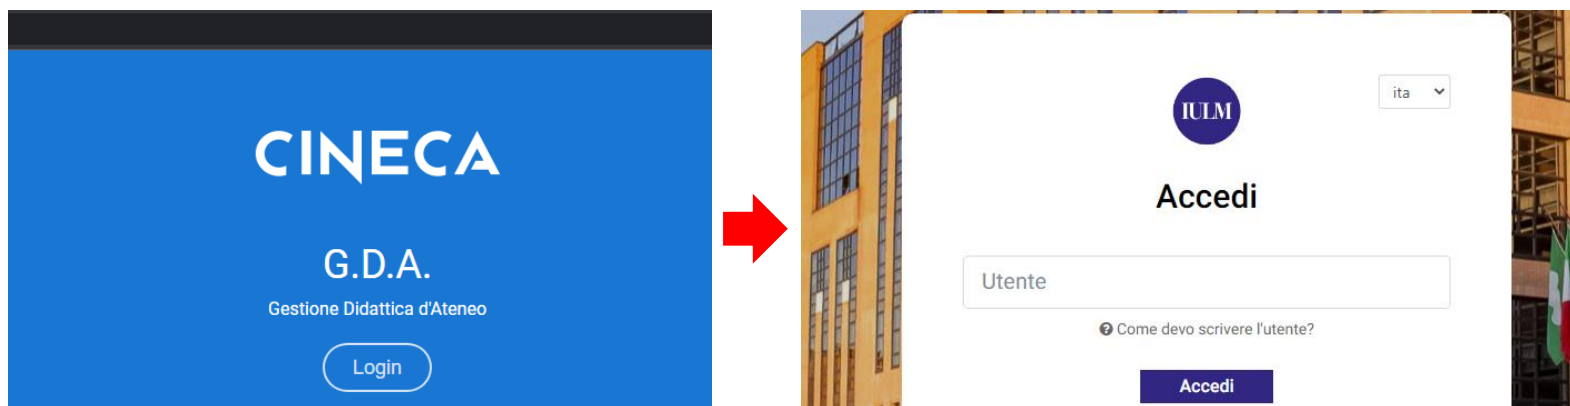 CINECA
G.D.A.
Gestione Didattica d'Ateneo
Login
IULM
ita
Accedi
Utente
Come devo scrivere l'utente?
Accedi